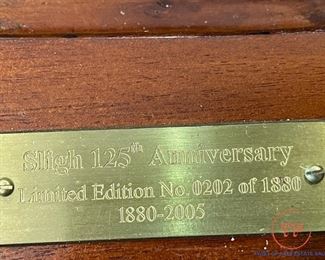 Sligh 125th Anniversary
Limited Edition No. 0202 of 1880
1880-2005